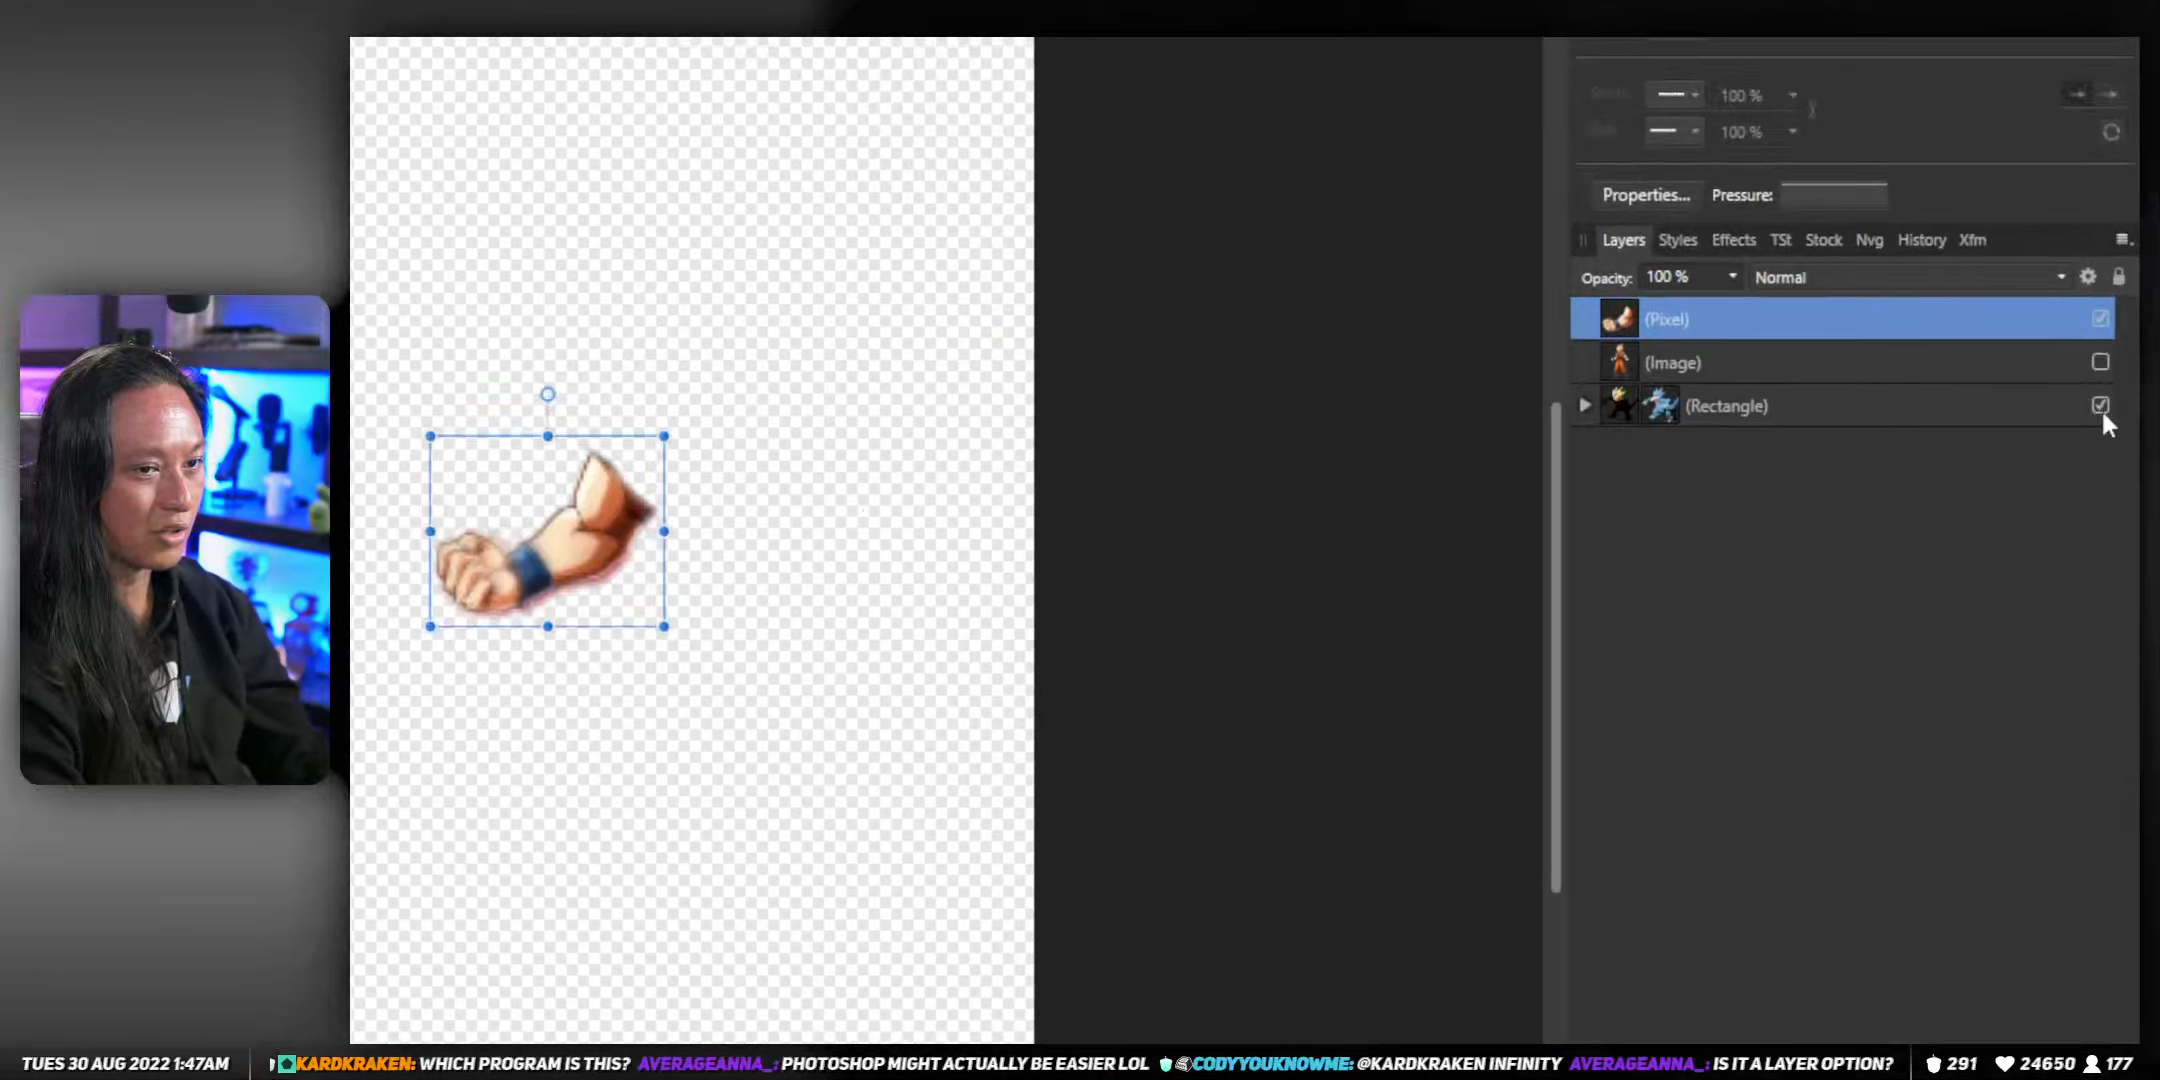 100 %
100 %
Properties... Pressure:
Layers Styles Effects TSt Stock Nvg History Xfm
Opacity: 100 % Normal
(Pixel)
(Image)
(Rectangle)
TUES 30 AUG 2022 1:47AM KARDKRAKEN: WHICH PROGRAM IS THIS? AVERAGEANNA_: PHOTOSHOP MIGHT ACTUALLY BE EASIER LOL CODYYOUKNOWME: @KARDKRAKEN INFINITY AVERAGEANNA_: IS IT A LAYER OPTION? 291 24650 177